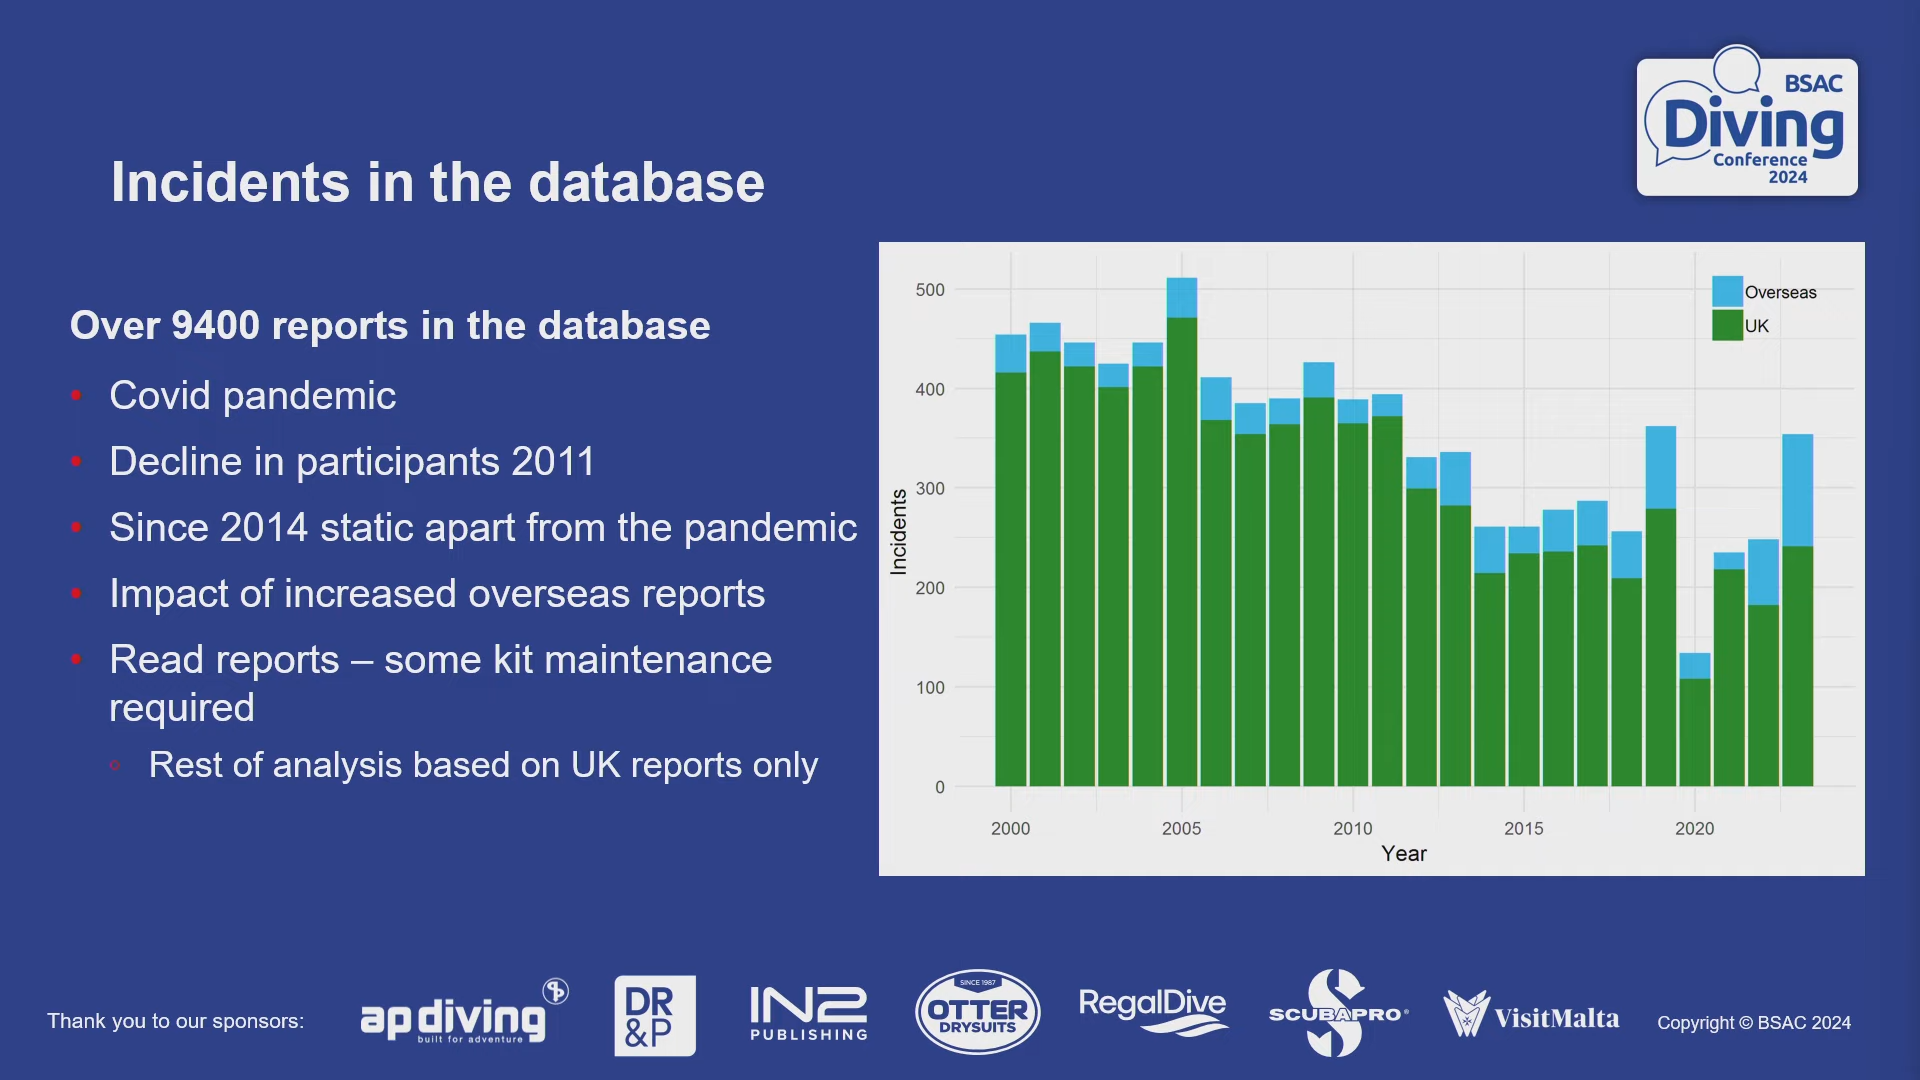 BSAC
Diving
Conference
2024
Incidents in the database
Over 9400 reports in the database
• Covid pandemic
• Decline in participants 2011
• Since 2014 static apart from the pandemic
• Impact of increased overseas reports
• Read reports – some kit maintenance
required
○ Rest of analysis based on UK reports only
Overseas
UK
Incidents
500
400
300
200
100
0
2000 2005 2010 2015 2020
Year
Thank you to our sponsors:
ap diving
built for adventure
DR
&P
IN2
PUBLISHING
SINCE 1987
OTTER
DRYSUITS
RegalDive
SCUBAPRO®
VisitMalta
Copyright © BSAC 2024